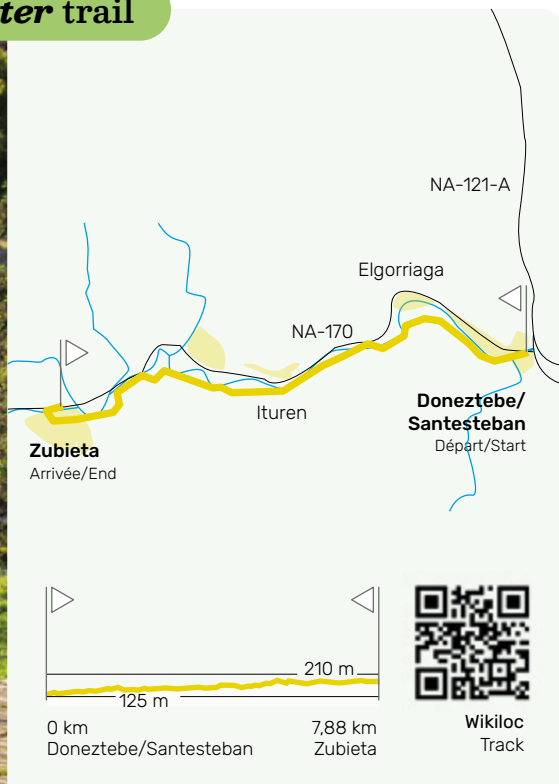 ter trail
NA-121-A
Elgorriaga
NA-170
Ituren
Doneztebe/
Santesteban
Départ/Start
Zubieta
Arrivée/End
210 m
125 m
0 km
Doneztebe/Santesteban
7,88 km
Zubieta
Wikiloc
Track